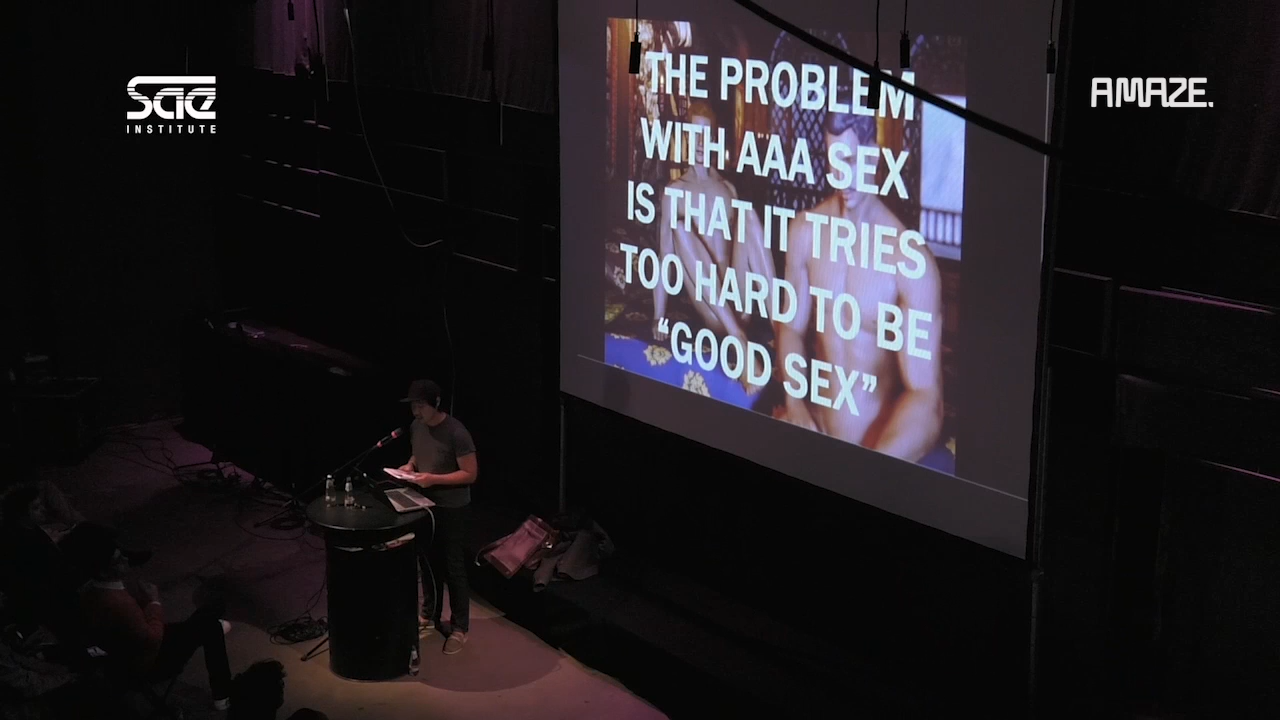 Sae
INSTITUTE
AMAZE.
THE PROBLEM
WITH AAA SEX
IS THAT IT TRIES
TOO HARD TO BE
“GOOD SEX”